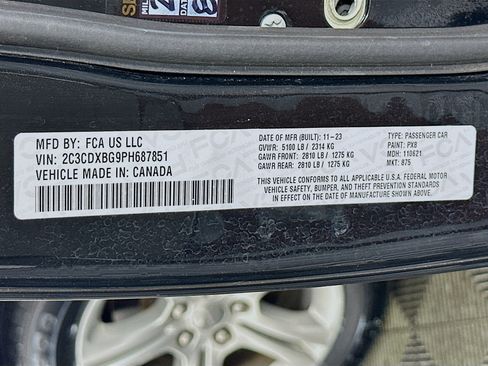 MFD BY: FCA US LLC
VIN: 2C3CDXBG9PH687851
VEHICLE MADE IN: CANADA
DATE OF MFR (BUILT): 11-23
GVWR: 5100 LB / 2314 KG
GAWR FRONT: 2810 LB / 1275 KG
GAWR REAR: 2810 LB / 1275 KG
TYPE: PASSENGER CAR
PAINT: PX8
MDH: 110621
MKT: 875
THIS VEHICLE CONFORMS TO ALL APPLICABLE U.S.A. FEDERAL MOTOR
VEHICLE SAFETY, BUMPER, AND THEFT PREVENTION STANDARDS IN
EFFECT ON THE DATE OF MANUFACTURE SHOWN ABOVE.